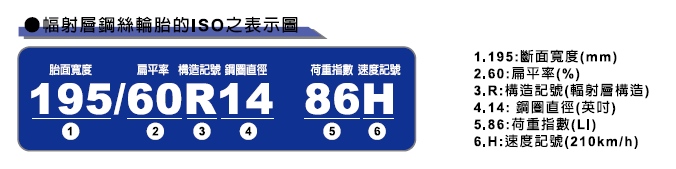 ●幅射層鋼絲輪胎的ISO之表示圖
胎面寬度 扁平率 構造記號 鋼圈直徑 荷重指數 速度記號
195/60R14 86H
1 2 3 4 5 6
1.195:斷面寬度(mm)
2.60:扁平率(%)
3.R:構造記號(輻射層構造)
4.14: 鋼圈直徑(英吋)
5.86:荷重指數(LI)
6.H:速度記號(210km/h)